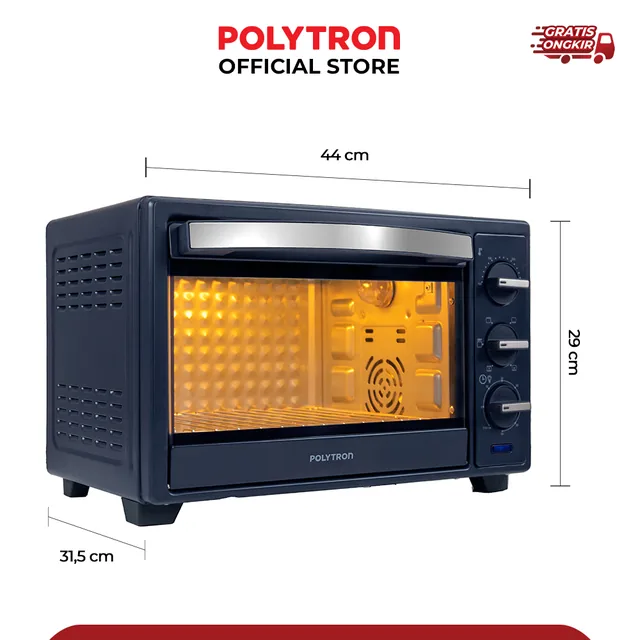 POLYTRON
OFFICIAL STORE
GRATIS
ONGKIR
44 cm
29 cm
POLYTRON
31,5 cm